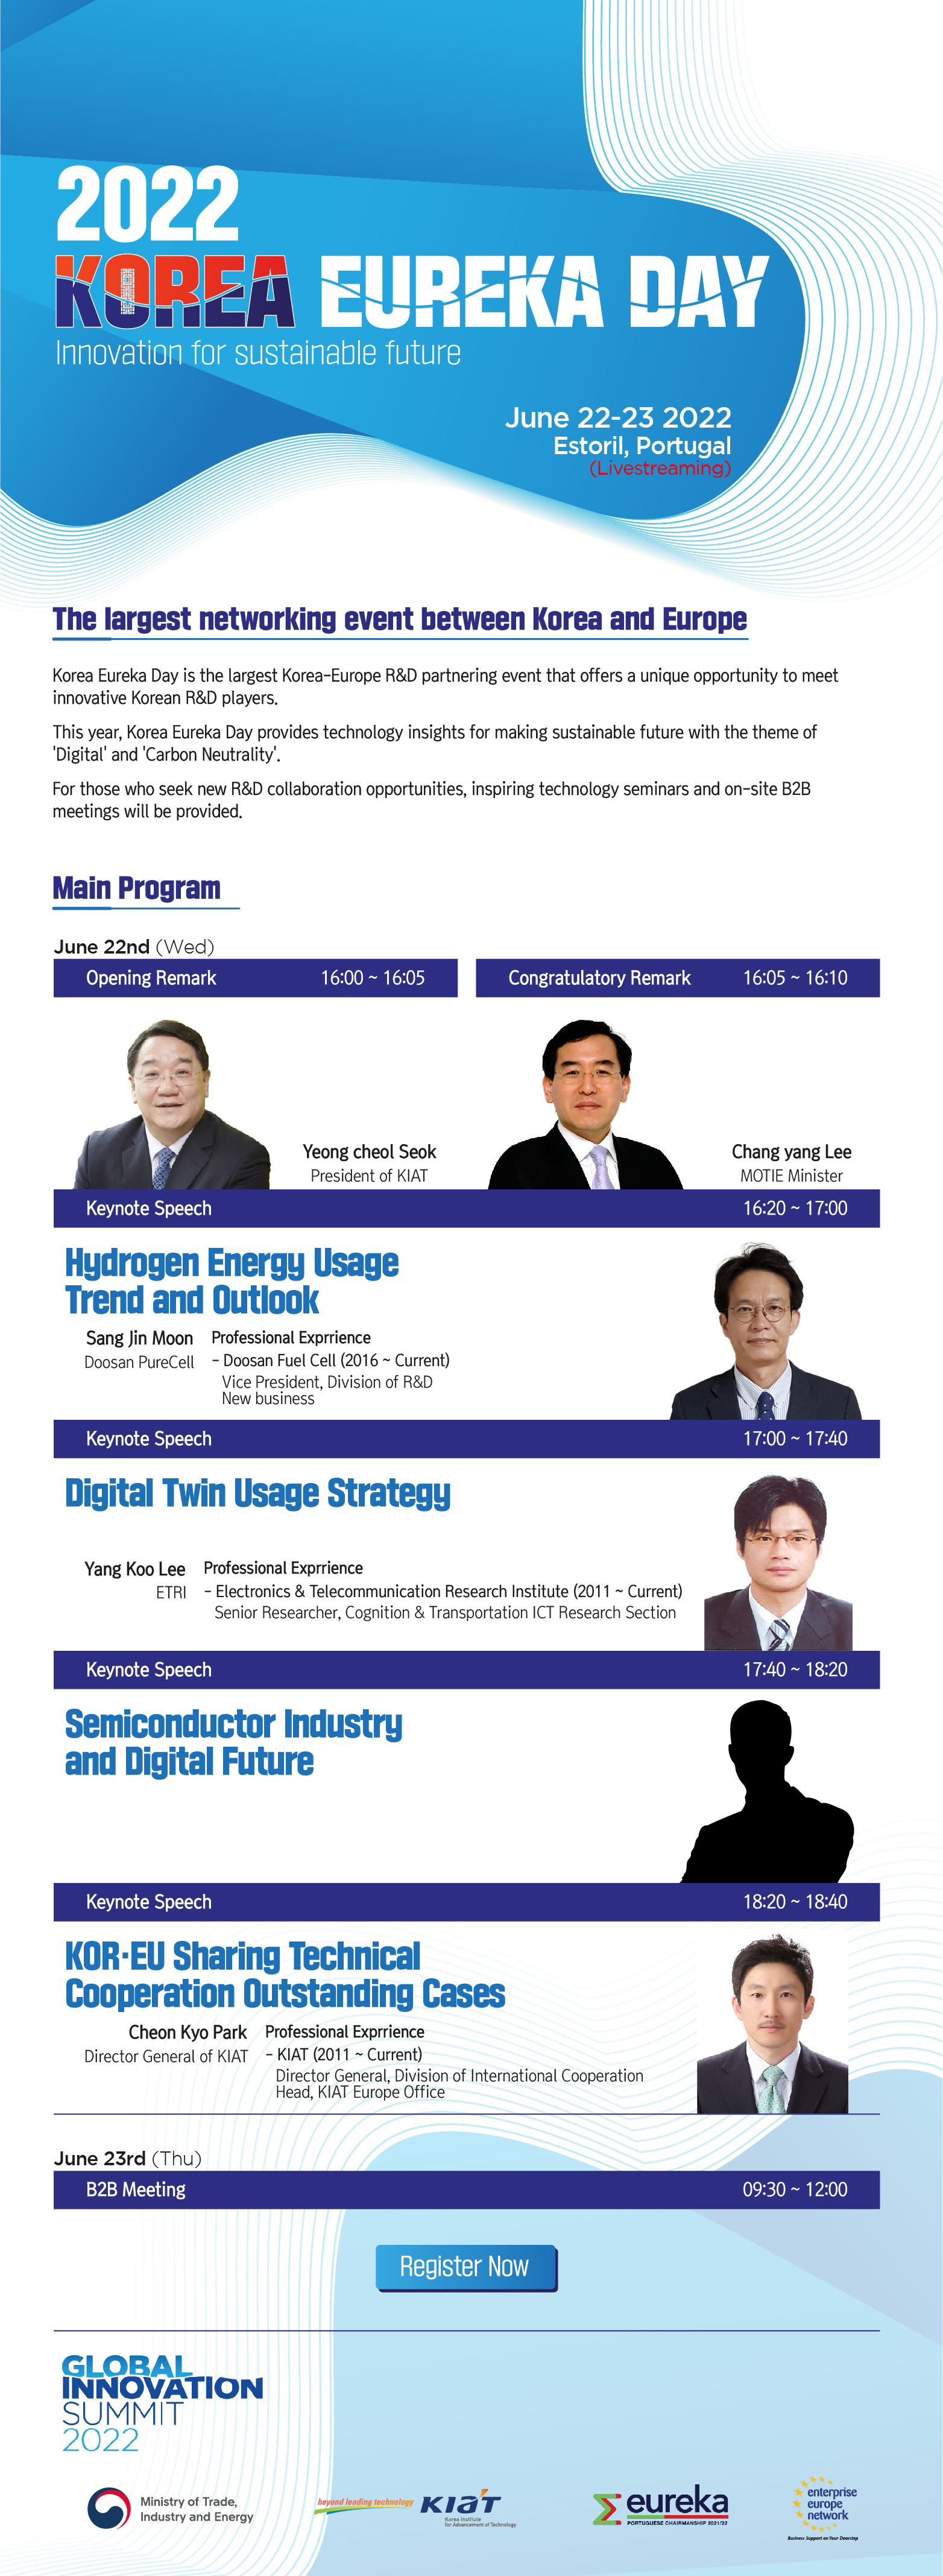 2022
KOREA EUREKA DAY
Innovation for sustainable future
June 22-23 2022
Estoril, Portugal
(Livestreaming)
The largest networking event between Korea and Europe
Korea Eureka Day is the largest Korea-Europe R&D partnering event that offers a unique opportunity to meet
innovative Korean R&D players.
This year, Korea Eureka Day provides technology insights for making sustainable future with the theme of
'Digital' and 'Carbon Neutrality'.
For those who seek new R&D collaboration opportunities, inspiring technology seminars and on-site B2B
meetings will be provided.
Main Program
June 22nd (Wed)
Opening Remark 16:00 ~ 16:05
Congratulatory Remark 16:05 ~ 16:10
Yeong cheol Seok
President of KIAT
Chang yang Lee
MOTIE Minister
Keynote Speech 16:20 ~ 17:00
Hydrogen Energy Usage
Trend and Outlook
Sang Jin Moon
Doosan PureCell
Professional Exprrience
- Doosan Fuel Cell (2016 ~ Current)
Vice President, Division of R&D
New business
Keynote Speech 17:00 ~ 17:40
Digital Twin Usage Strategy
Yang Koo Lee
ETRI
Professional Exprrience
- Electronics & Telecommunication Research Institute (2011 ~ Current)
Senior Researcher, Cognition & Transportation ICT Research Section
Keynote Speech 17:40 ~ 18:20
Semiconductor Industry
and Digital Future
Keynote Speech 18:20 ~ 18:40
KOR·EU Sharing Technical
Cooperation Outstanding Cases
Cheon Kyo Park
Director General of KIAT
Professional Exprrience
- KIAT (2011 ~ Current)
Director General, Division of International Cooperation
Head, KIAT Europe Office
June 23rd (Thu)
B2B Meeting 09:30 ~ 12:00
Register Now
GLOBAL
INNOVATION
SUMMIT
2022
Ministry of Trade,
Industry and Energy
beyond leading technology
KIAT
Korea Institute
for Advancement of Technology
eureka
PORTUGUESE CHAIRMANSHIP 2021/22
enterprise
europe
network
Business Support on Your Doorstep